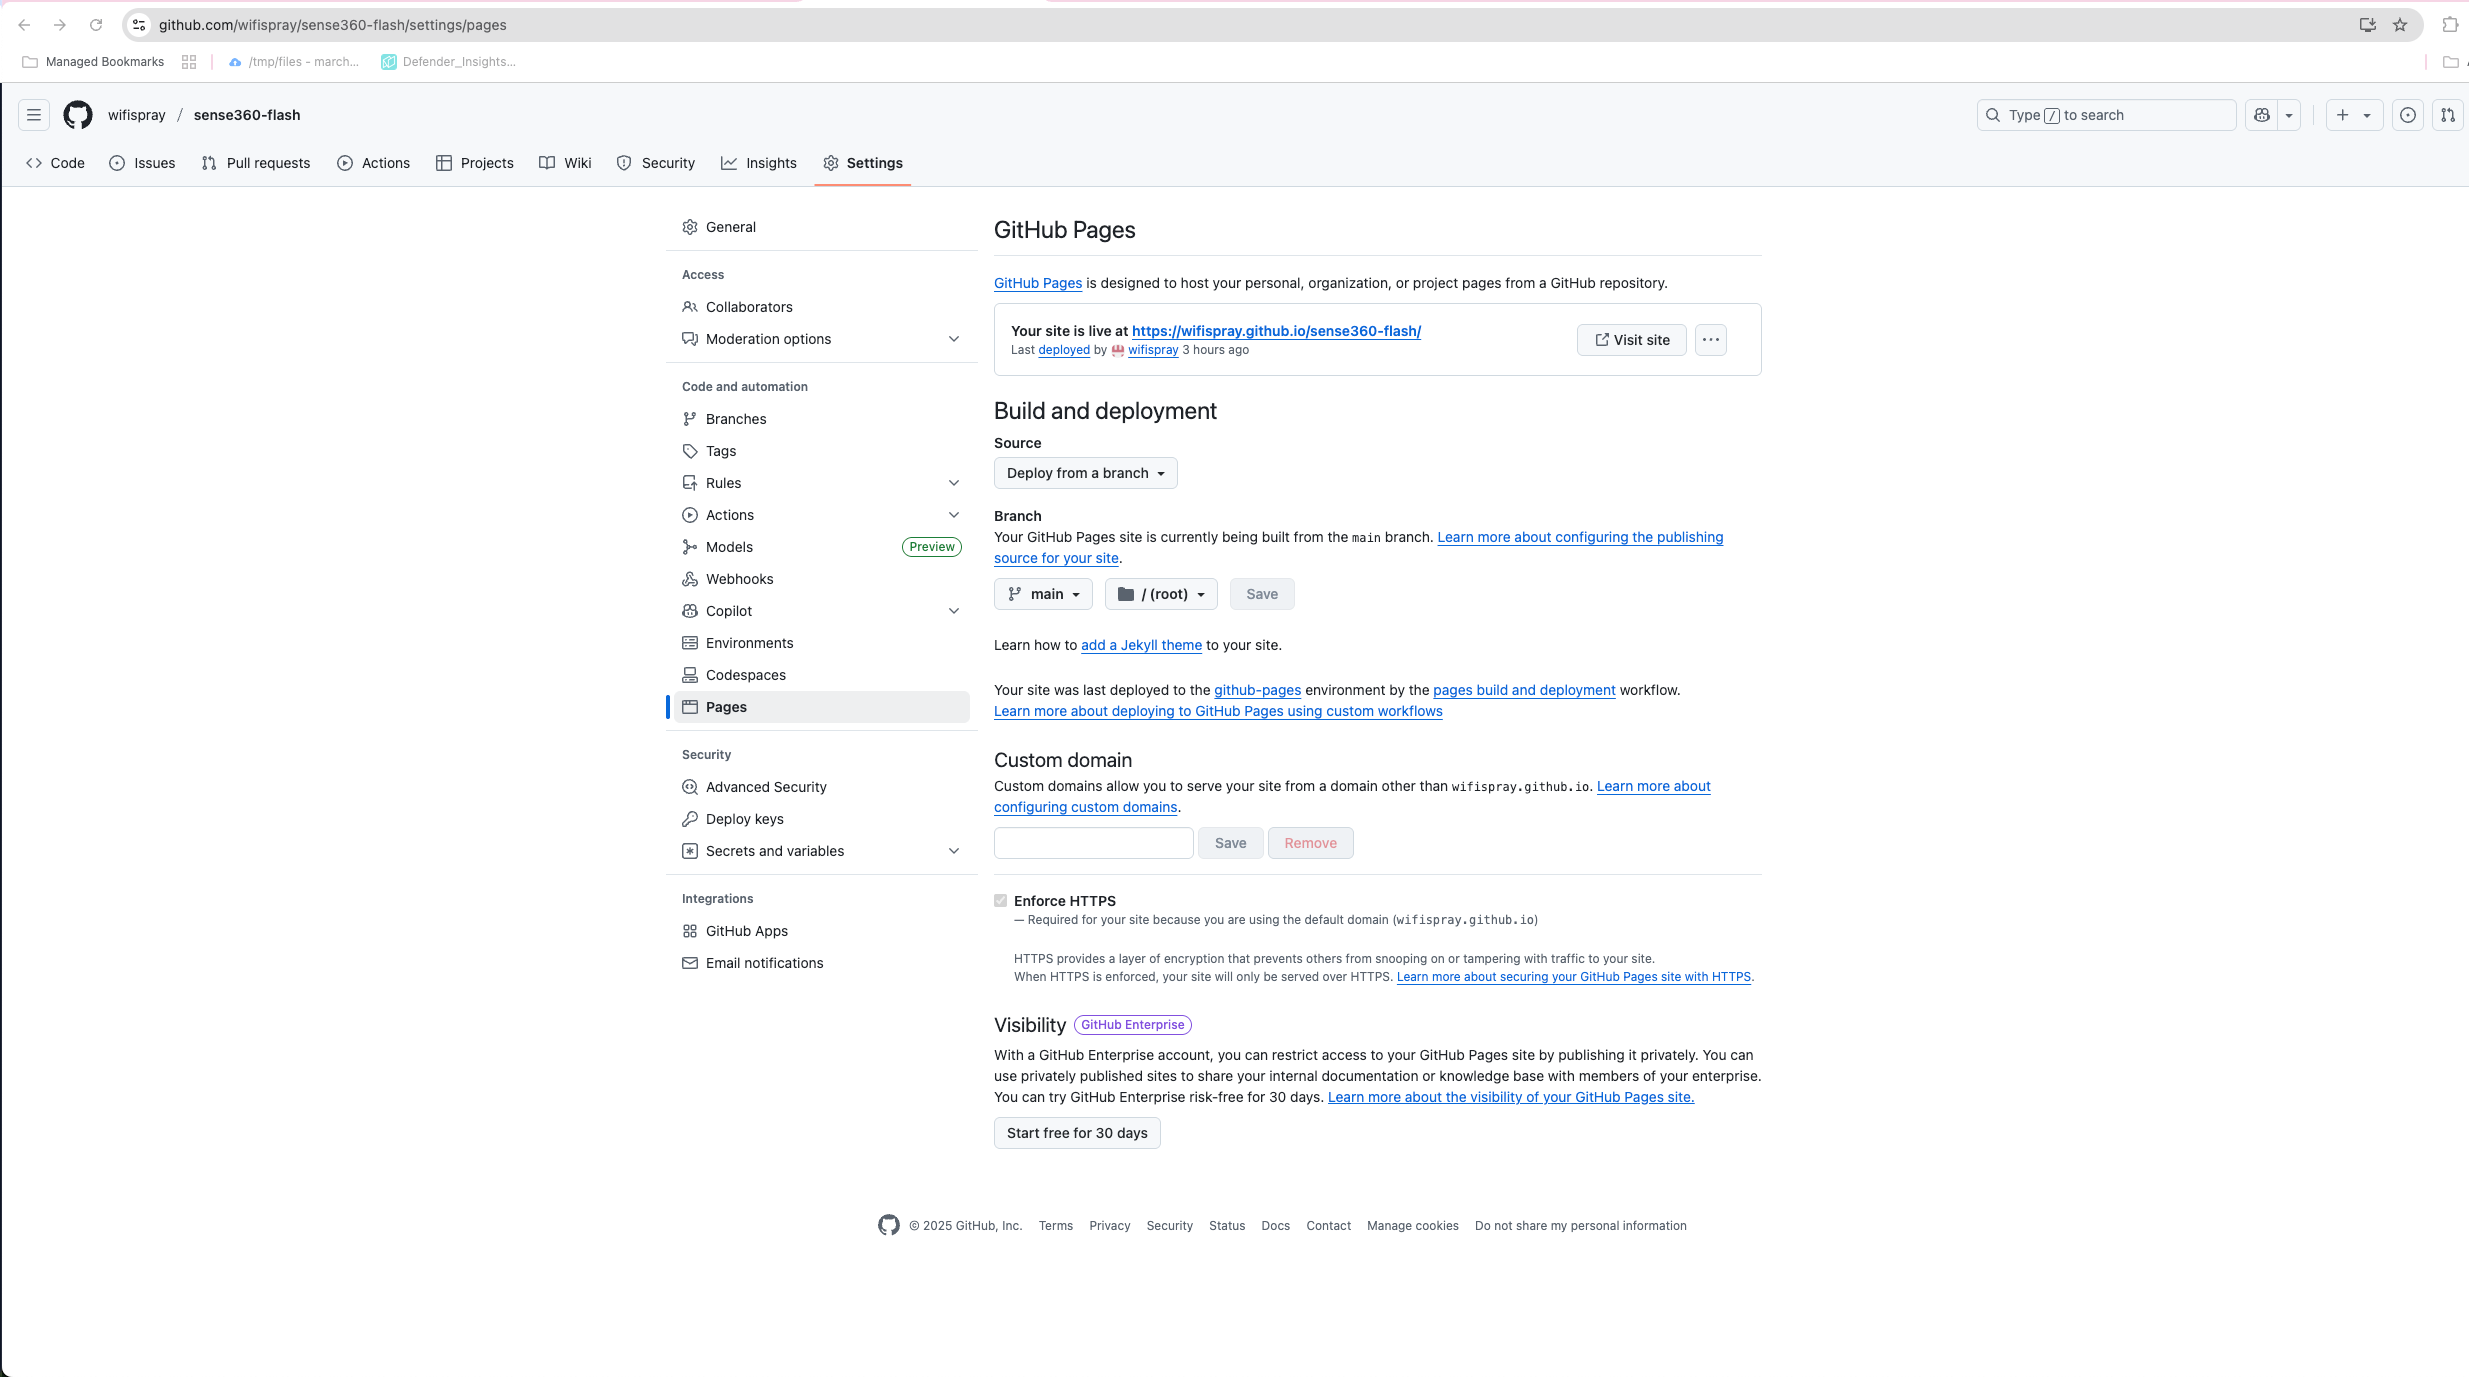 github.com/wifispray/sense360-flash/settings/pages
Managed Bookmarks
/tmp/files - march...
Defender_Insights...
wifispray / sense360-flash
Type / to search
Code
Issues
Pull requests
Actions
Projects
Wiki
Security
Insights
Settings
General
Access
Collaborators
Moderation options
Code and automation
Branches
Tags
Rules
Actions
Models
Preview
Webhooks
Copilot
Environments
Codespaces
Pages
Security
Advanced Security
Deploy keys
Secrets and variables
Integrations
GitHub Apps
Email notifications
GitHub Pages
GitHub Pages is designed to host your personal, organization, or project pages from a GitHub repository.
Your site is live at https://wifispray.github.io/sense360-flash/
Last deployed by wifispray 3 hours ago
Visit site
Build and deployment
Source
Deploy from a branch
Branch
Your GitHub Pages site is currently being built from the main branch. Learn more about configuring the publishing
source for your site.
main
/ (root)
Save
Learn how to add a Jekyll theme to your site.
Your site was last deployed to the github-pages environment by the pages build and deployment workflow.
Learn more about deploying to GitHub Pages using custom workflows
Custom domain
Custom domains allow you to serve your site from a domain other than wifispray.github.io. Learn more about
configuring custom domains.
Save
Remove
Enforce HTTPS
— Required for your site because you are using the default domain (wifispray.github.io)
HTTPS provides a layer of encryption that prevents others from snooping on or tampering with traffic to your site.
When HTTPS is enforced, your site will only be served over HTTPS. Learn more about securing your GitHub Pages site with HTTPS.
Visibility GitHub Enterprise
With a GitHub Enterprise account, you can restrict access to your GitHub Pages site by publishing it privately. You can
use privately published sites to share your internal documentation or knowledge base with members of your enterprise.
You can try GitHub Enterprise risk-free for 30 days. Learn more about the visibility of your GitHub Pages site.
Start free for 30 days
© 2025 GitHub, Inc. Terms Privacy Security Status Docs Contact Manage cookies Do not share my personal information